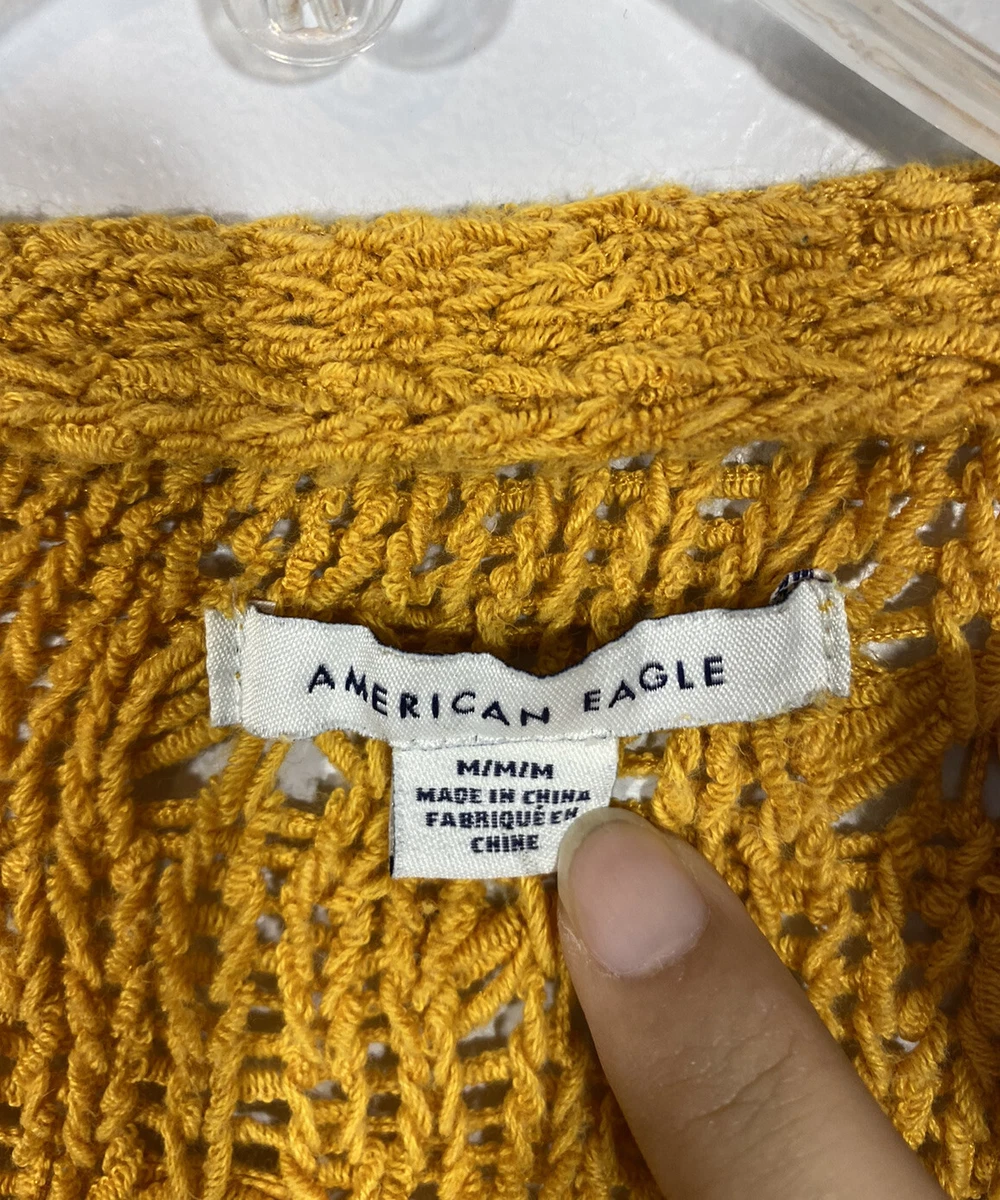 AMERICAN EAGLE
M/M/M
MADE IN CHINA
FABRIQUÉ EN
CHINE